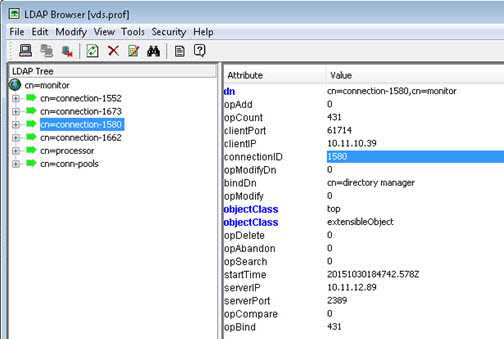 LDAP Browser [vds.prof]
File Edit Modify View Tools Security Help
LDAP Tree
cn=monitor
cn=connection-1552
cn=connection-1673
cn=connection-1580
cn=connection-1662
cn=processor
cn=conn-pools
Attribute Value
dn cn=connection-1580,cn=monitor
opAdd 0
opCount 431
clientPort 61714
clientIP 10.11.10.39
connectionID 1580
opModifyDn 0
bindDn cn=directory manager
opModify 0
objectClass top
objectClass extensibleObject
opDelete 0
opAbandon 0
opSearch 0
startTime 20151030184742.578Z
serverIP 10.11.12.89
serverPort 2389
opCompare 0
opBind 431